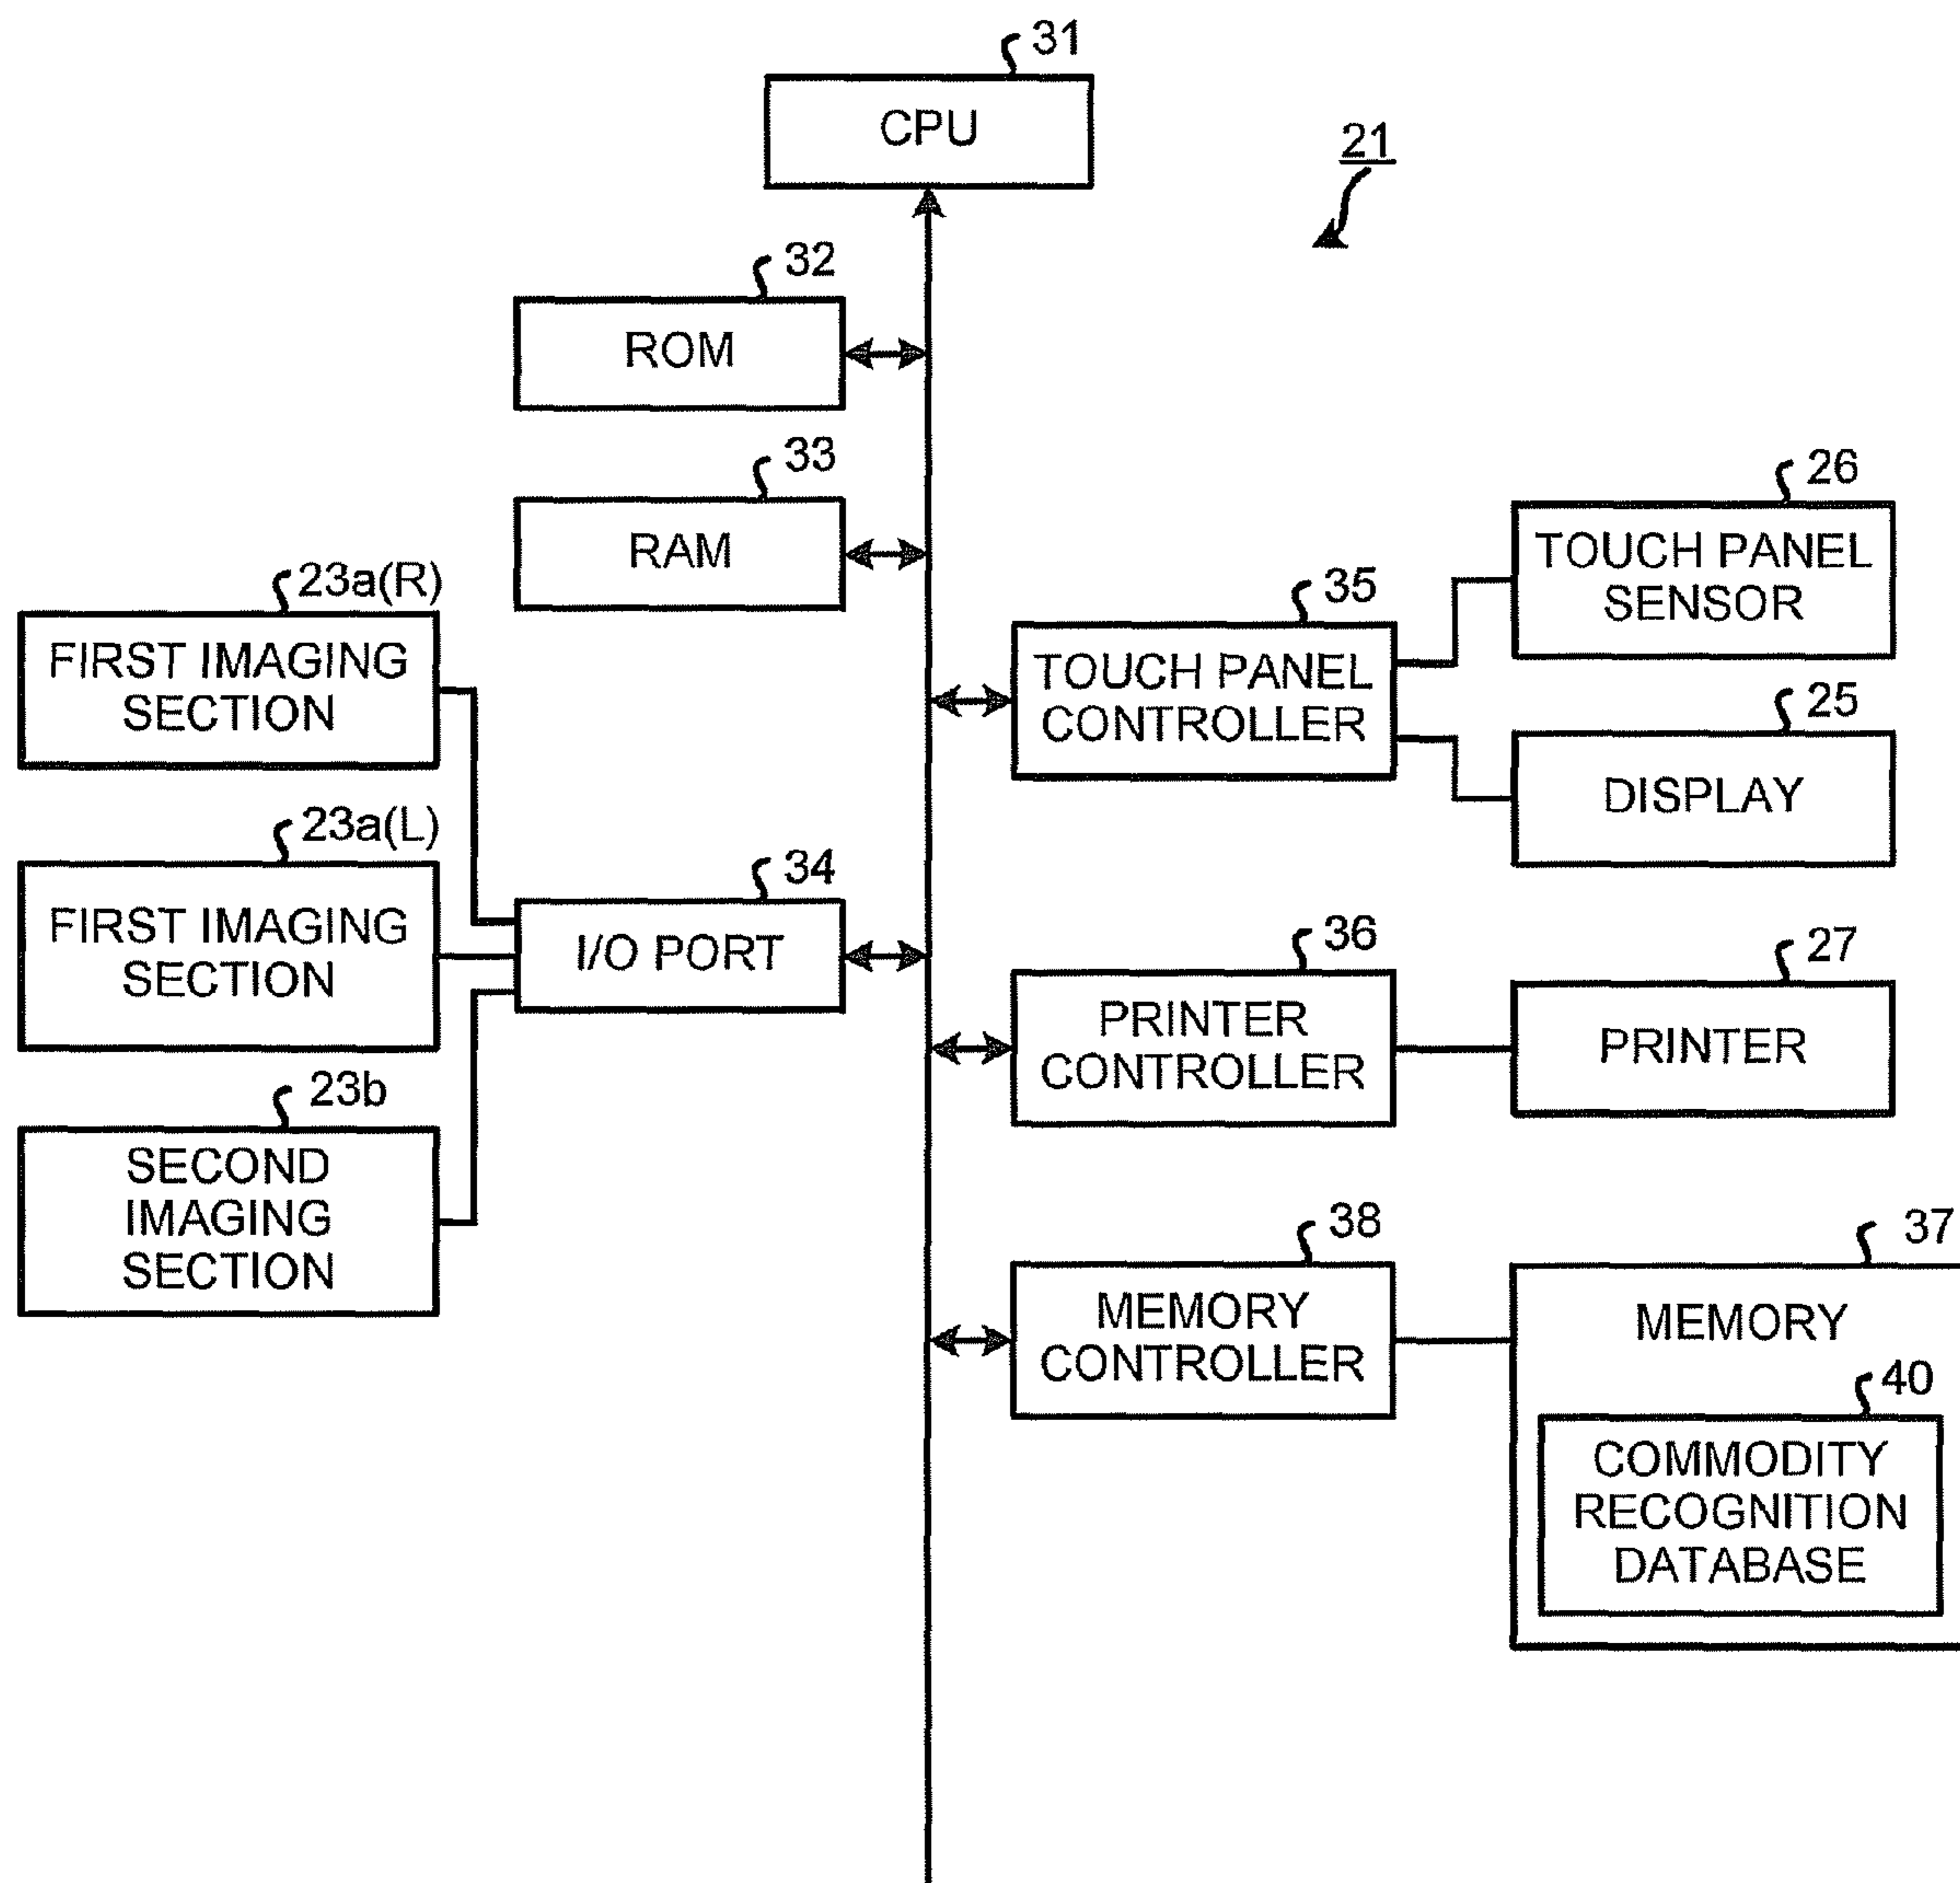 31
CPU
21
32
ROM
33
RAM
26
TOUCH PANEL
SENSOR
23a(R)
FIRST IMAGING
SECTION
35
TOUCH PANEL
CONTROLLER
25
DISPLAY
23a(L)
FIRST IMAGING
SECTION
34
I/O PORT
36
PRINTER
CONTROLLER
27
PRINTER
23b
SECOND
IMAGING
SECTION
38
MEMORY
CONTROLLER
37
MEMORY
40
COMMODITY
RECOGNITION
DATABASE